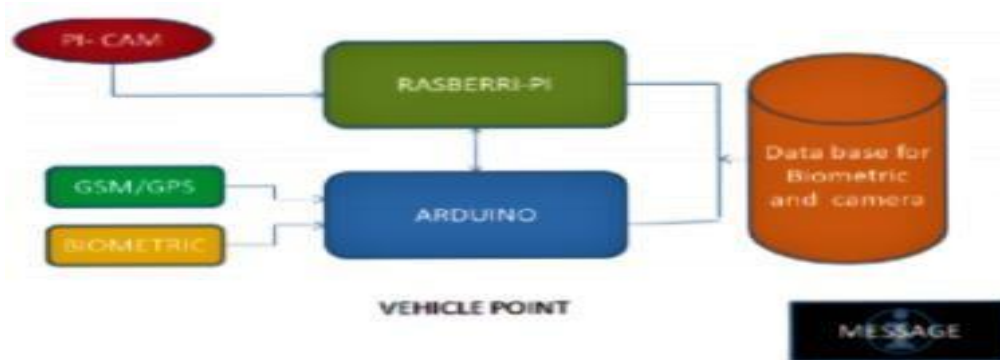 PI- CAM
RASBERRI-PI
GSM/GPS
BIOMETRIC
ARDUINO
Data base for
Biometric
and camera
VEHICLE POINT
MESSAGE